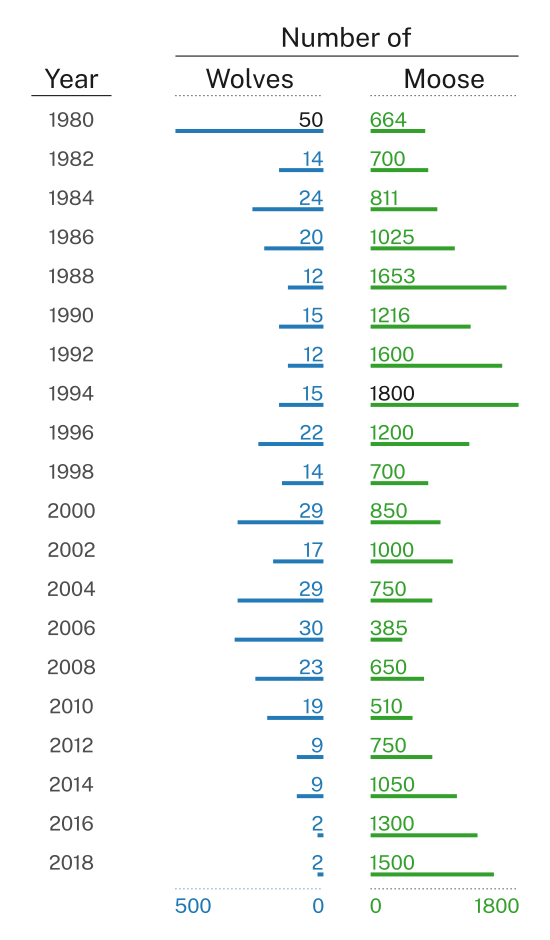 Number of
Year Wolves Moose
1980 50 664
1982 14 700
1984 24 811
1986 20 1025
1988 12 1653
1990 15 1216
1992 12 1600
1994 15 1800
1996 22 1200
1998 14 700
2000 29 850
2002 17 1000
2004 29 750
2006 30 385
2008 23 650
2010 19 510
2012 9 750
2014 9 1050
2016 2 1300
2018 2 1500
500 0 0 1800